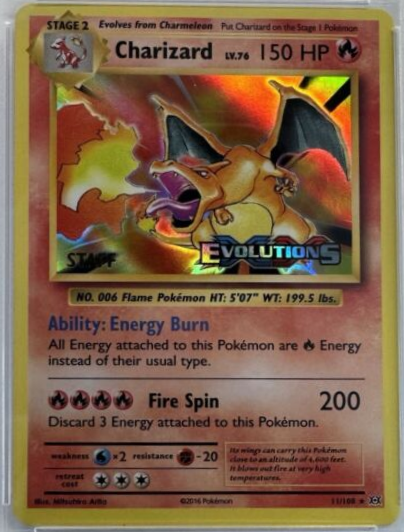 STAGE 2 Evolves from Charmeleon Put Charizard on the Stage 1 Pokémon
Charizard LV.76 150 HP
STAFF
EVOLUTIONS
NO. 006 Flame Pokémon HT: 5'07" WT: 199.5 lbs.
Ability: Energy Burn
All Energy attached to this Pokémon are Energy
instead of their usual type.
Fire Spin 200
Discard 3 Energy attached to this Pokémon.
weakness ×2 resistance -20
retreat
cost
Its wings can carry this Pokémon
close to an altitude of 4,600 feet.
It blows out fire at very high
temperatures.
Illus. Mitsuhiro Arita ©2016 Pokémon 11/108 ★